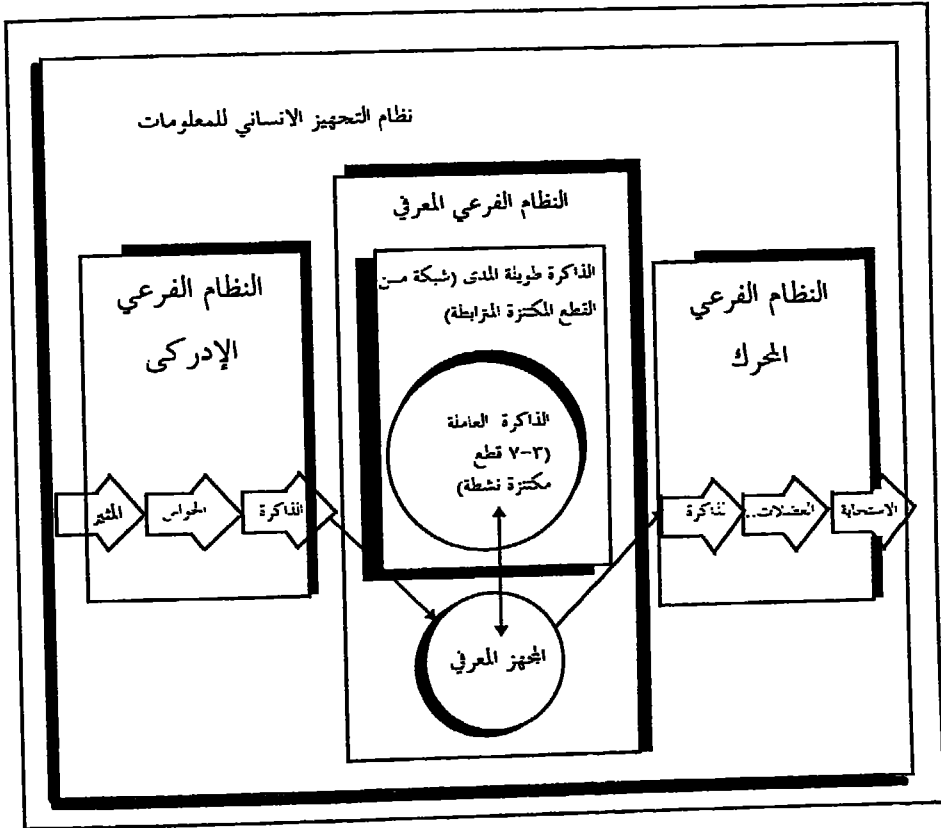 نظام التجهيز الانساني للمعلومات
النظام الفرعي المعرفي
الذاكرة طويلة المدى (شبكة من
القطع المكتنزة المترابطة)
الذاكرة العاملة
(٣-٧ قطع
مكتنزة نشطة)
المجهز المعرفي
النظام الفرعي
الإدركى
المثير
الحواس
الذاكرة
النظام الفرعي
المحرك
الذاكرة
العضلات..
الاستجابة